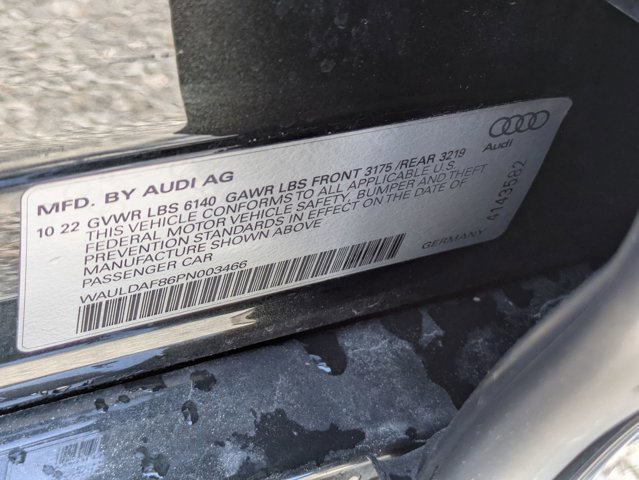 MFD. BY AUDI AG
10 22 GVWR LBS 6140 GAWR LBS FRONT 3175 /REAR 3219
THIS VEHICLE CONFORMS TO ALL APPLICABLE U.S.
FEDERAL MOTOR VEHICLE SAFETY, BUMPER AND THEFT
PREVENTION STANDARDS IN EFFECT ON THE DATE OF
MANUFACTURE SHOWN ABOVE
PASSENGER CAR
WAULDAF86PN003466
GERMANY
Audi
41143582